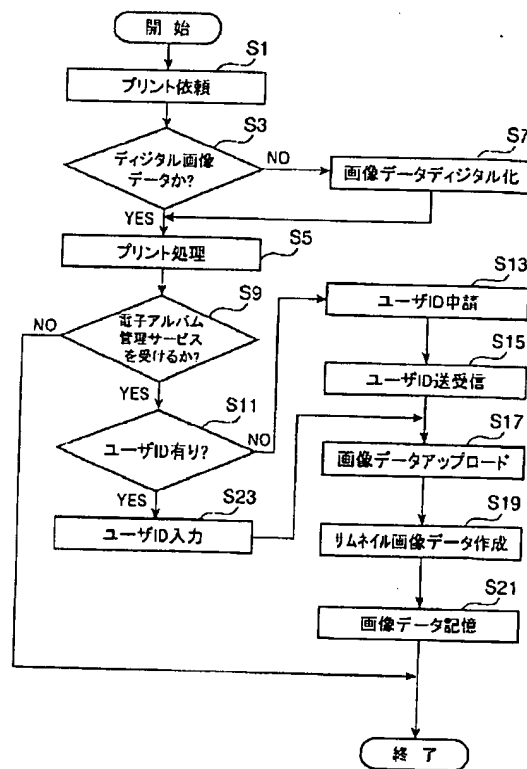 開始
S1
プリント依頼
S3
ディジタル画像
データか?
NO
S7
画像データディジタル化
YES
S5
プリント処理
S9
電子アルバム
管理サービス
を受けるか?
NO
YES
S13
ユーザID申請
S15
ユーザID送受信
S11
ユーザID有り?
NO
YES
S17
画像データアップロード
S23
ユーザID入力
S19
リムネイル画像データ作成
S21
画像データ記憶
終了